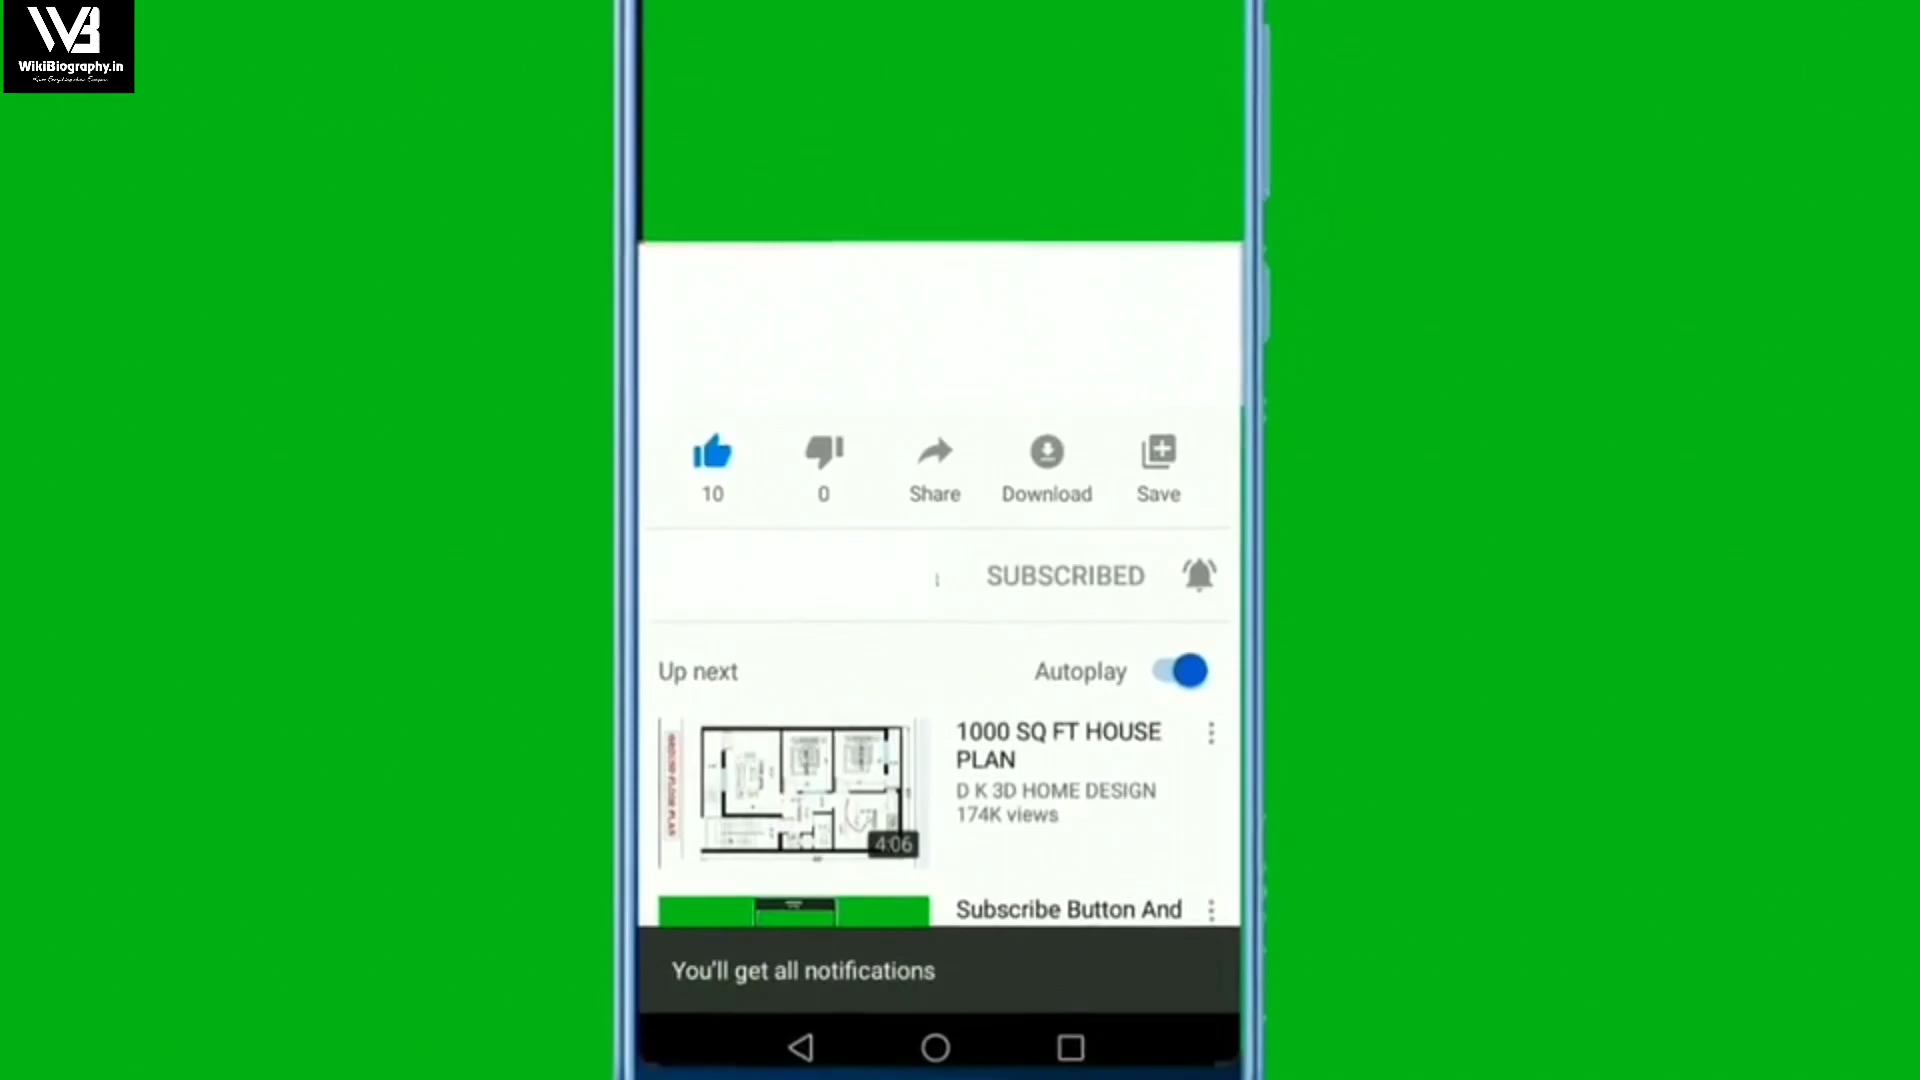 WB
WikiBiography.in
10
0
Share
Download
Save
SUBSCRIBED
Up next
Autoplay
1000 SQ FT HOUSE
PLAN
D K 3D HOME DESIGN
174K views
4:06
Subscribe Button And
You'll get all notifications